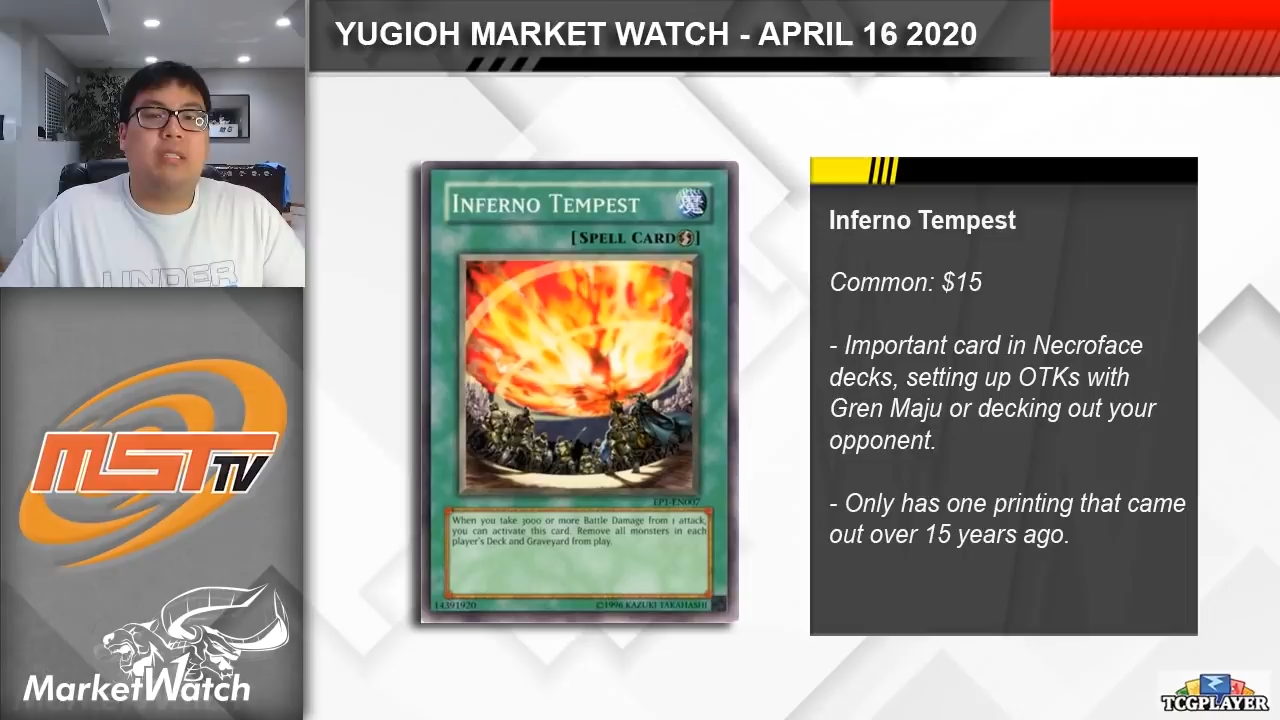 YUGIOH MARKET WATCH - APRIL 16 2020
INFERNO TEMPEST
[SPELL CARD]
EP1-EN007
When you take 3000 or more Battle Damage from 1 attack,
you can activate this card. Remove all monsters in each
player's Deck and Graveyard from play.
14391920
©1996 KAZUKI TAKAHASHI
Inferno Tempest
Common: $15
- Important card in Necroface
decks, setting up OTKs with
Gren Maju or decking out your
opponent.
- Only has one printing that came
out over 15 years ago.
UNDER
MST TV
MarketWatch
TCGPLAYER